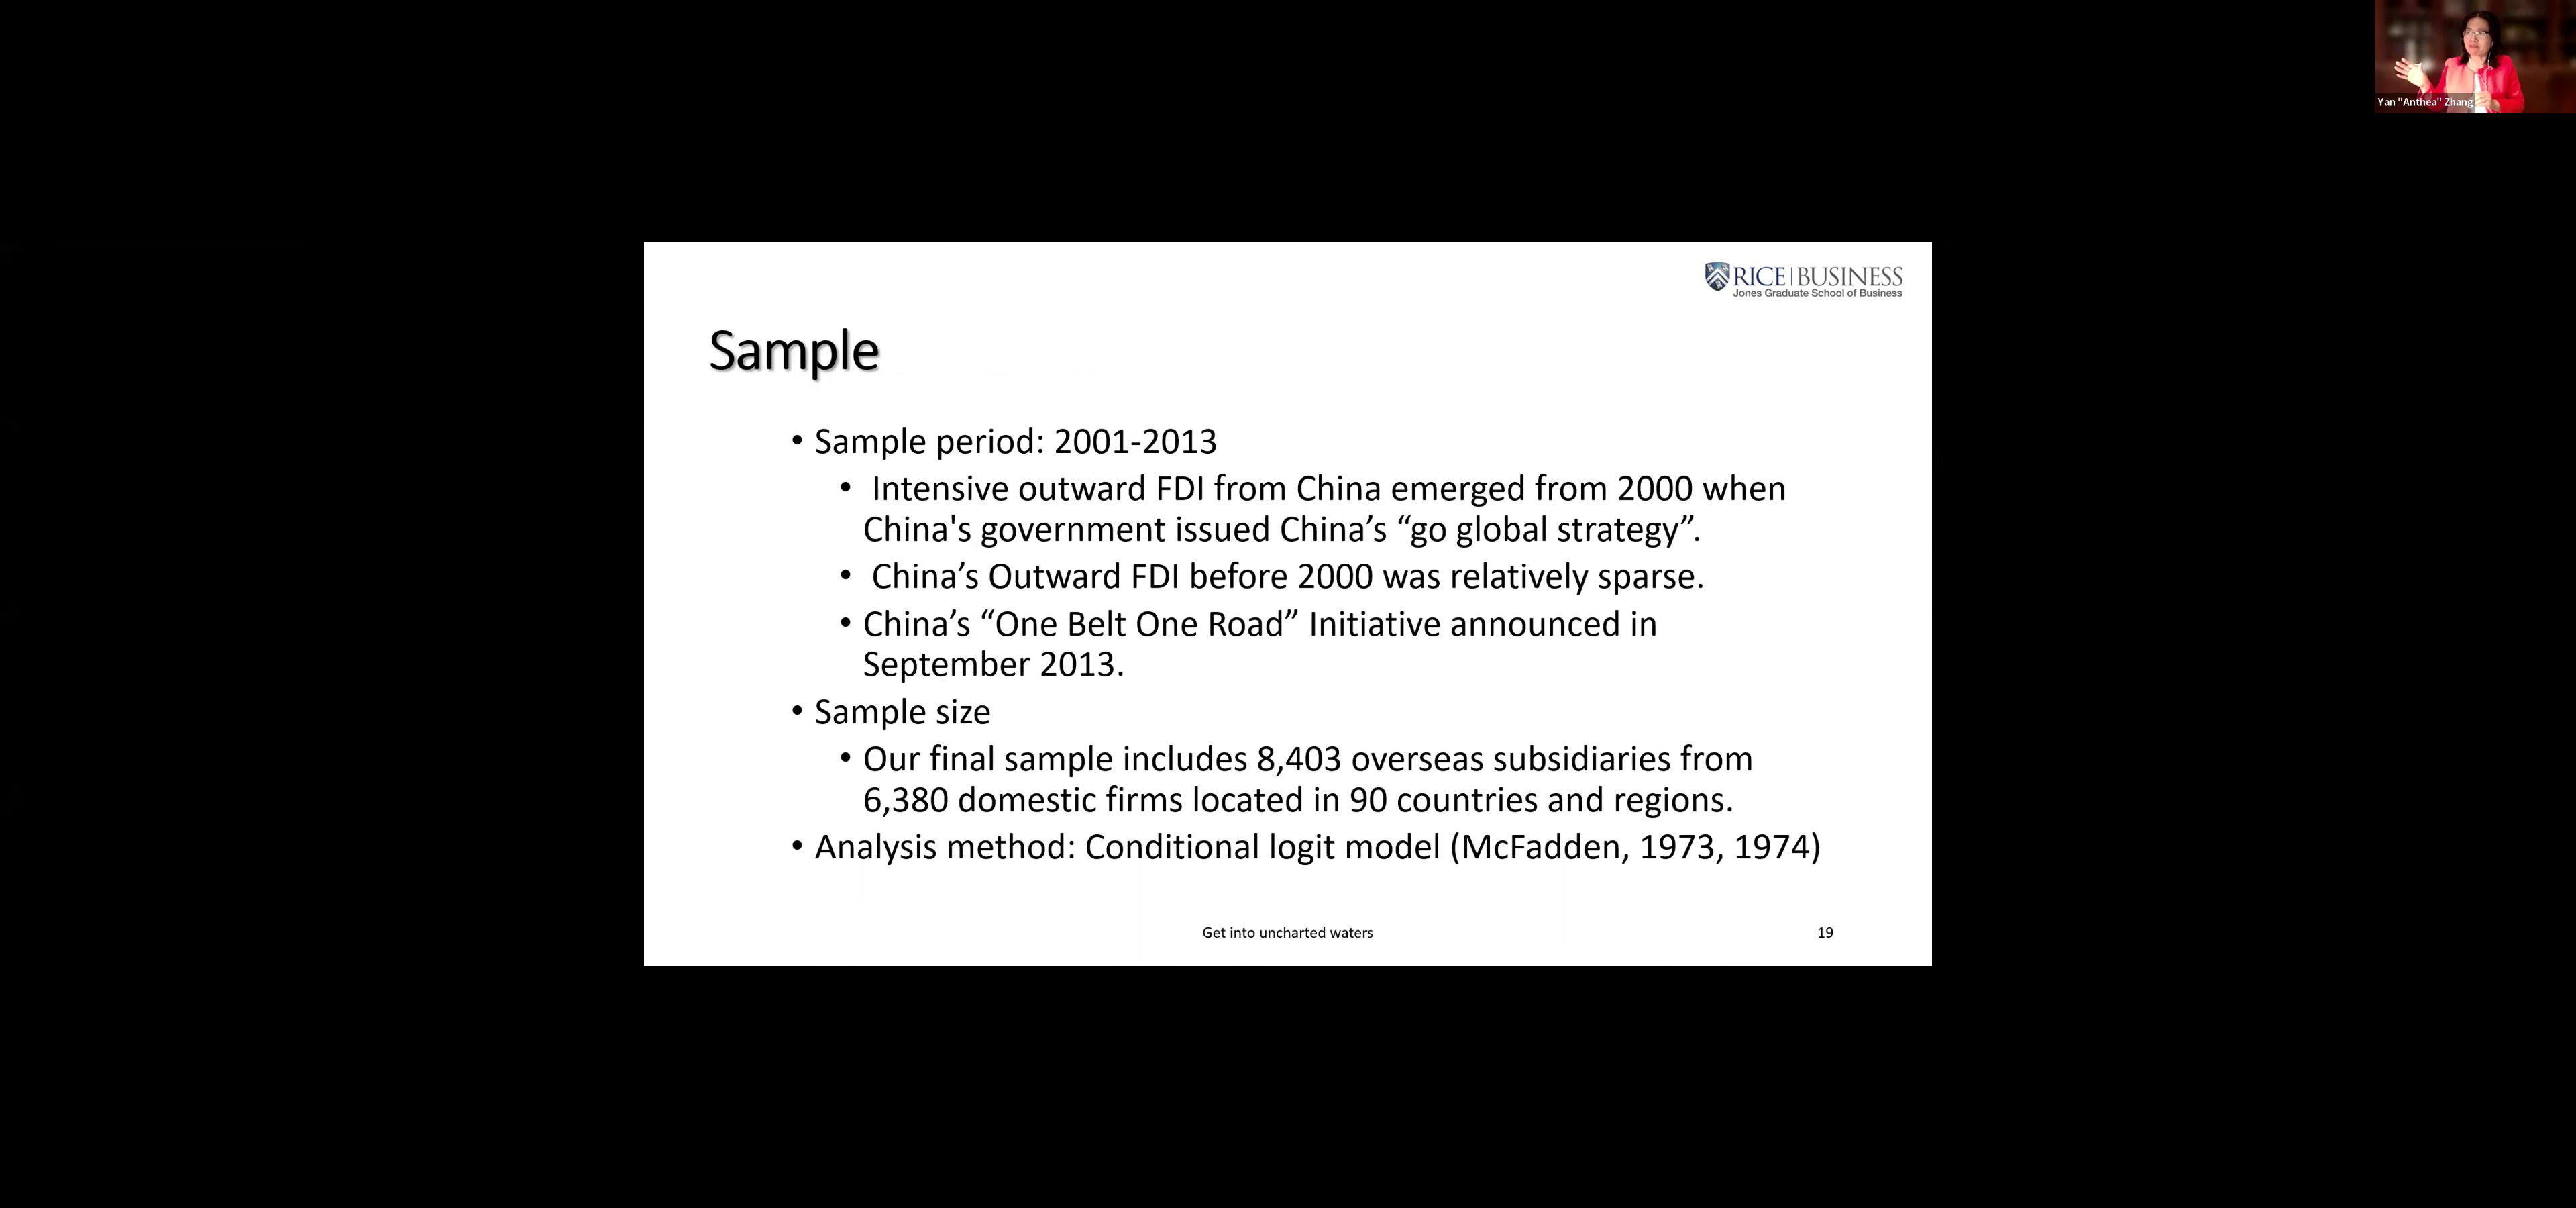 Yan "Anthea" Zhang
RICE | BUSINESS
Jones Graduate School of Business
Sample
• Sample period: 2001-2013
• Intensive outward FDI from China emerged from 2000 when
China's government issued China’s “go global strategy”.
• China’s Outward FDI before 2000 was relatively sparse.
• China’s “One Belt One Road” Initiative announced in
September 2013.
• Sample size
• Our final sample includes 8,403 overseas subsidiaries from
6,380 domestic firms located in 90 countries and regions.
• Analysis method: Conditional logit model (McFadden, 1973, 1974)
Get into uncharted waters
19